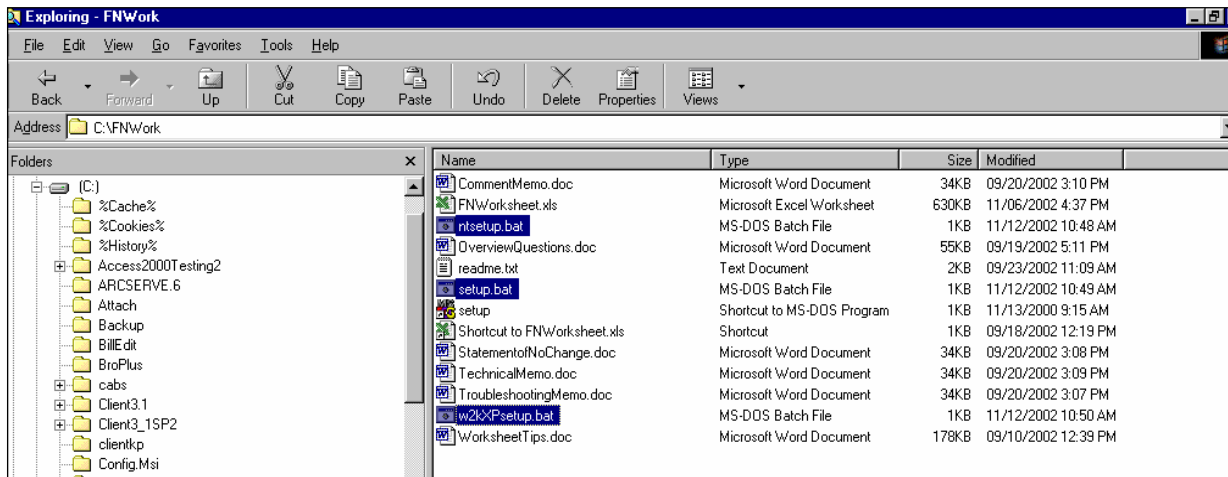 Exploring - FNWork
File Edit View Go Favorites Tools Help
Back Forward Up Cut Copy Paste Undo Delete Properties Views
Address C:\FNWork
Folders
(C:)
%Cache%
%Cookies%
%History%
Access2000Testing2
ARCSERVE.6
Attach
Backup
BillEdit
BroPlus
cabs
Client3.1
Client3_1SP2
clientkp
Config.Msi
Name Type Size Modified
CommentMemo.doc Microsoft Word Document 34KB 09/20/2002 3:10 PM
FNWorksheet.xls Microsoft Excel Worksheet 630KB 11/06/2002 4:37 PM
ntsetup.bat MS-DOS Batch File 1KB 11/12/2002 10:48 AM
OverviewQuestions.doc Microsoft Word Document 55KB 09/19/2002 5:11 PM
readme.txt Text Document 2KB 09/23/2002 11:09 AM
setup.bat MS-DOS Batch File 1KB 11/12/2002 10:49 AM
setup Shortcut to MS-DOS Program 1KB 11/13/2000 9:15 AM
Shortcut to FNWorksheet.xls Shortcut 1KB 09/18/2002 12:19 PM
StatementofNoChange.doc Microsoft Word Document 34KB 09/20/2002 3:08 PM
TechnicalMemo.doc Microsoft Word Document 34KB 09/20/2002 3:09 PM
TroubleshootingMemo.doc Microsoft Word Document 34KB 09/20/2002 3:07 PM
w2kXPsetup.bat MS-DOS Batch File 1KB 11/12/2002 10:50 AM
WorksheetTips.doc Microsoft Word Document 178KB 09/10/2002 12:39 PM